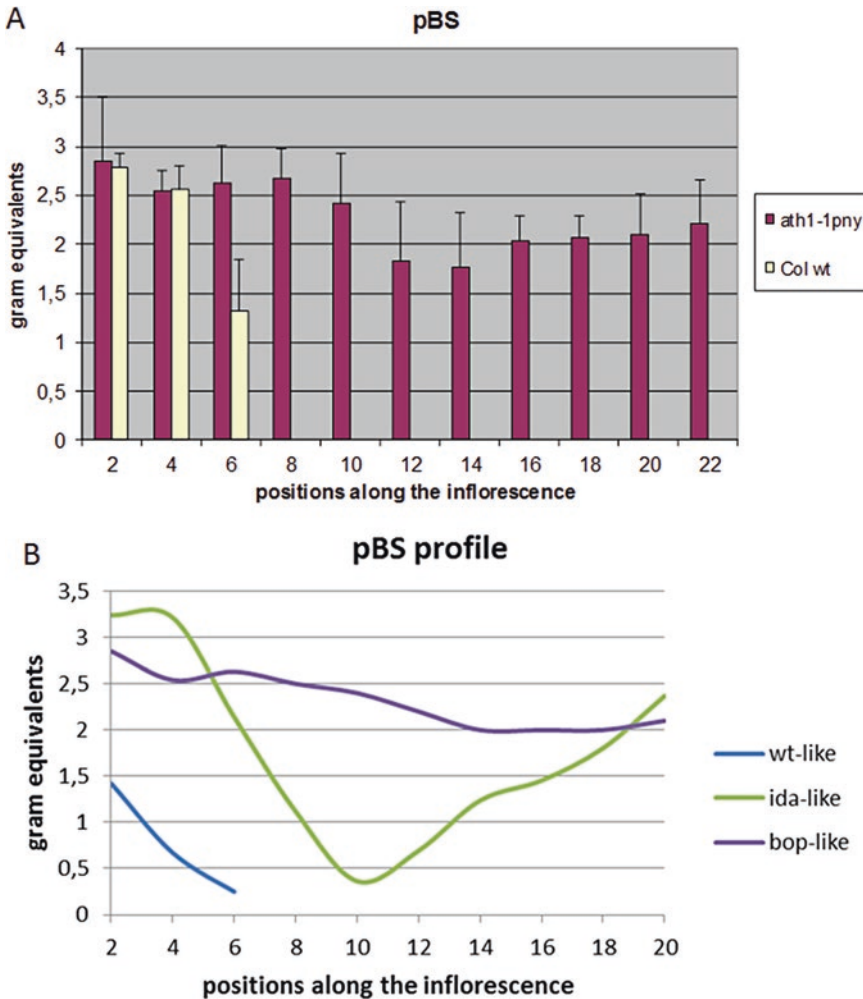 A
pBS
4
3,5
3
2,5
2
1,5
1
0,5
0
gram equivalents
2 4 6 8 10 12 14 16 18 20 22
positions along the inflorescence
ath1-1pny
Col wt
B
pBS profile
3,5
3
2,5
2
1,5
1
0,5
0
gram equivalents
2 4 6 8 10 12 14 16 18 20
positions along the inflorescence
wt-like
ida-like
bop-like